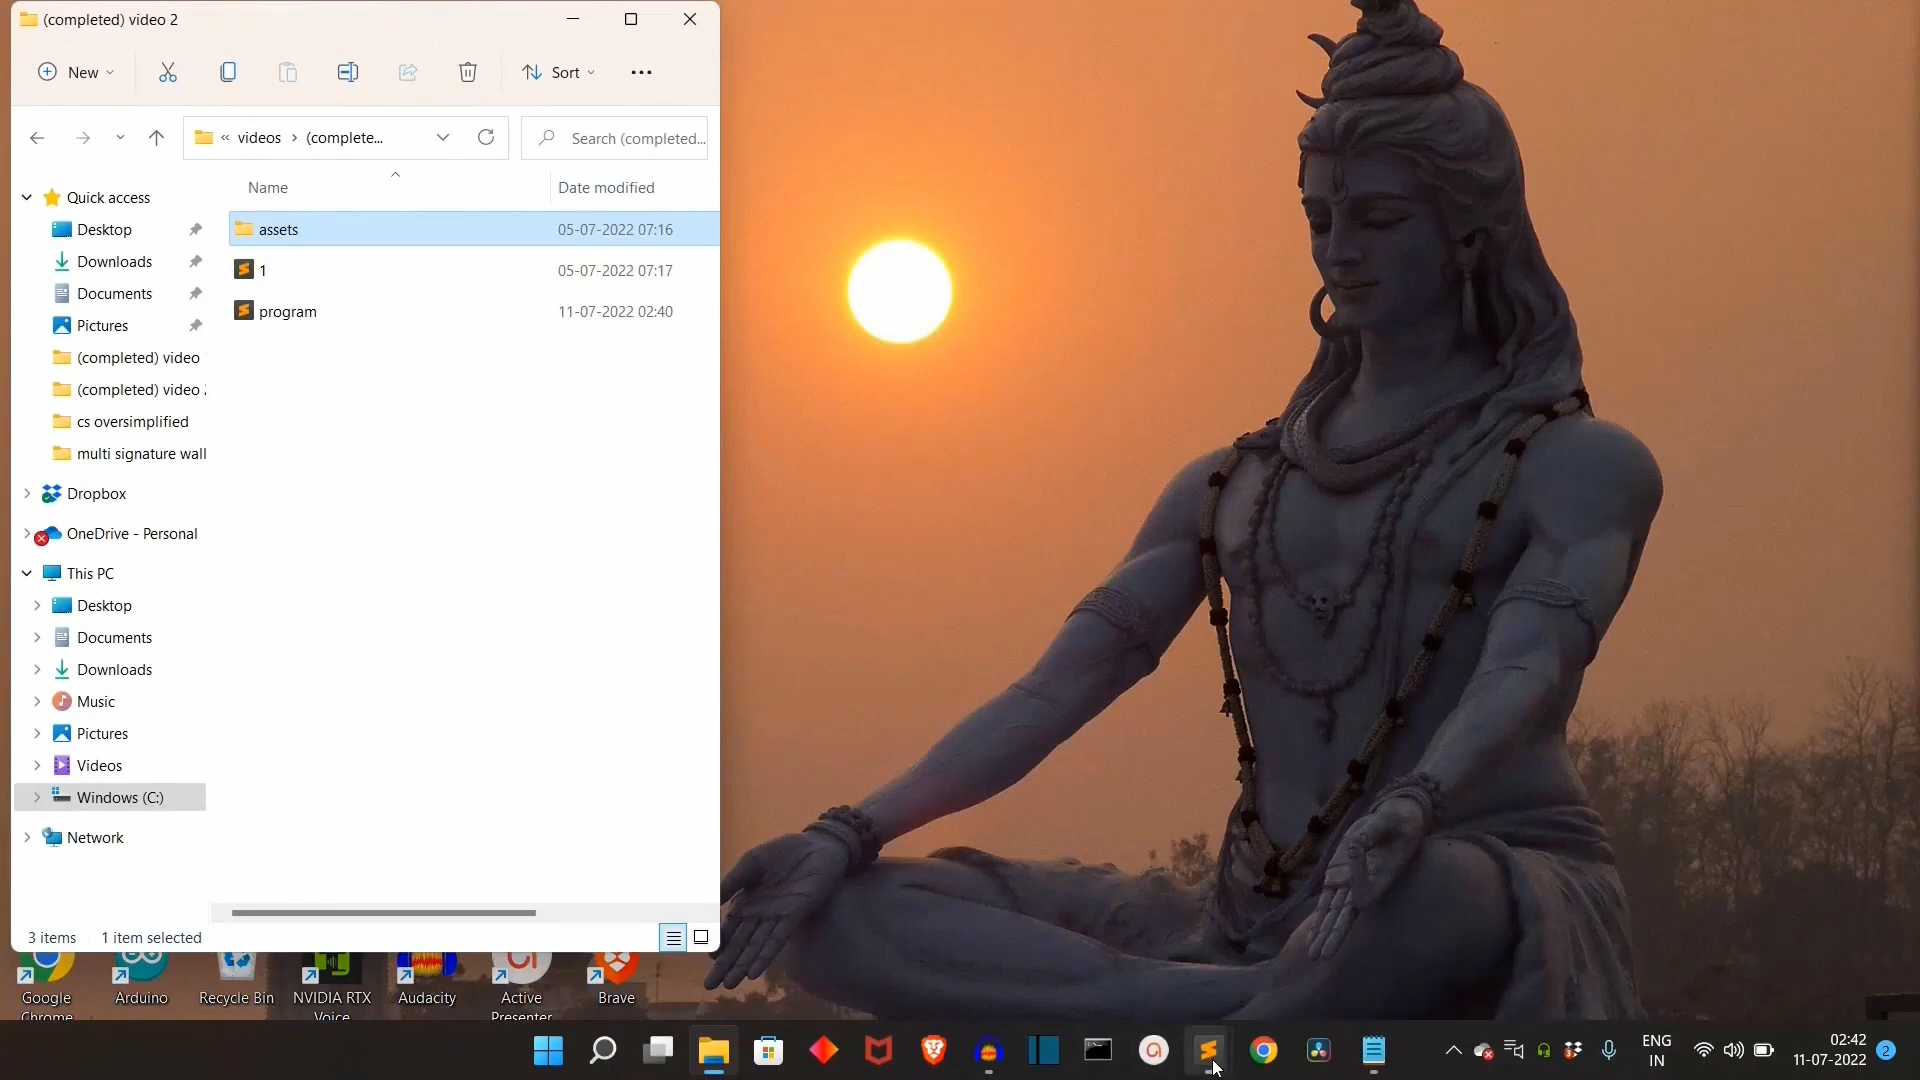 (completed) video 2
New
Sort
videos
(complete...
Search (completed...
Name
Date modified
Quick access
Desktop
Downloads
Documents
Pictures
(completed) video
(completed) video
cs oversimplified
multi signature wall
assets
05-07-2022 07:16
1
05-07-2022 07:17
program
11-07-2022 02:40
Dropbox
OneDrive - Personal
This PC
Desktop
Documents
Downloads
Music
Pictures
Videos
Windows (C:)
Network
3 items
1 item selected
Google
Chrome
Arduino
Recycle Bin
NVIDIA RTX
Voice
Audacity
Active
Presenter
Brave
ENG
IN
02:42
11-07-2022
2